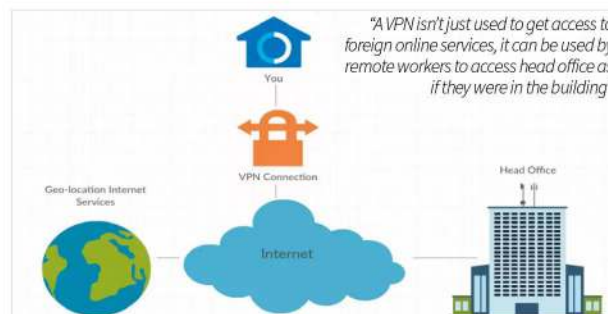 “A VPN isn’t just used to get access to
foreign online services, it can be used by
remote workers to access head office as
if they were in the building
You
VPN Connection
Geo-location Internet
Services
Internet
Head Office